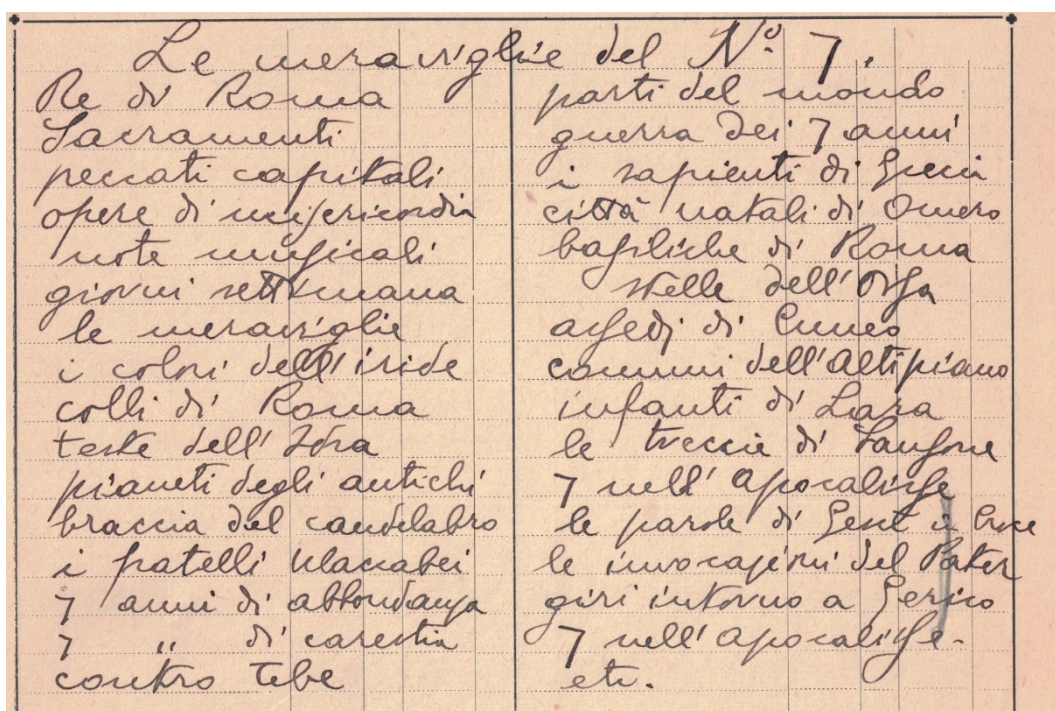 Le meraviglie del Nº 7.
Re di Roma
Sacramenti
peccati capitali
opere di misericordia
note musicali
giorni settimana
le meraviglie
i colori dell'iride
colli di Roma
teste dell'Idra
pianeti degli antichi
braccia del candelabro
i fratelli Maccabei
7 anni di abbondanza
7 " di carestia
contro Tebe
parti del mondo
guerra dei 7 anni
i sapienti di Grecia
città natali di Omero
basiliche di Roma
stelle dell'Orsa
assedj di Cuneo
comuni dell'Altipiano
infanti di Lara
le treccie di Sansone
7 nell'Apocalisse
le parole di Gesù in Croce
le invocazioni del Pater
giri intorno a Gerico
7 nell'Apocalisse.
etc.